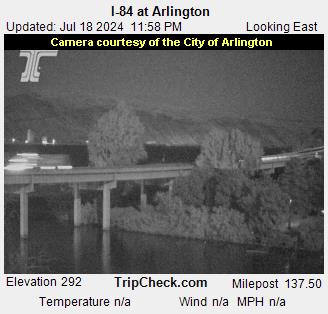 I-84 at Arlington
Updated: Jul 18 2024 11:58 PM Looking East
Camera courtesy of the City of Arlington
Elevation 292 TripCheck.com Milepost 137.50
Temperature n/a Wind n/a MPH n/a